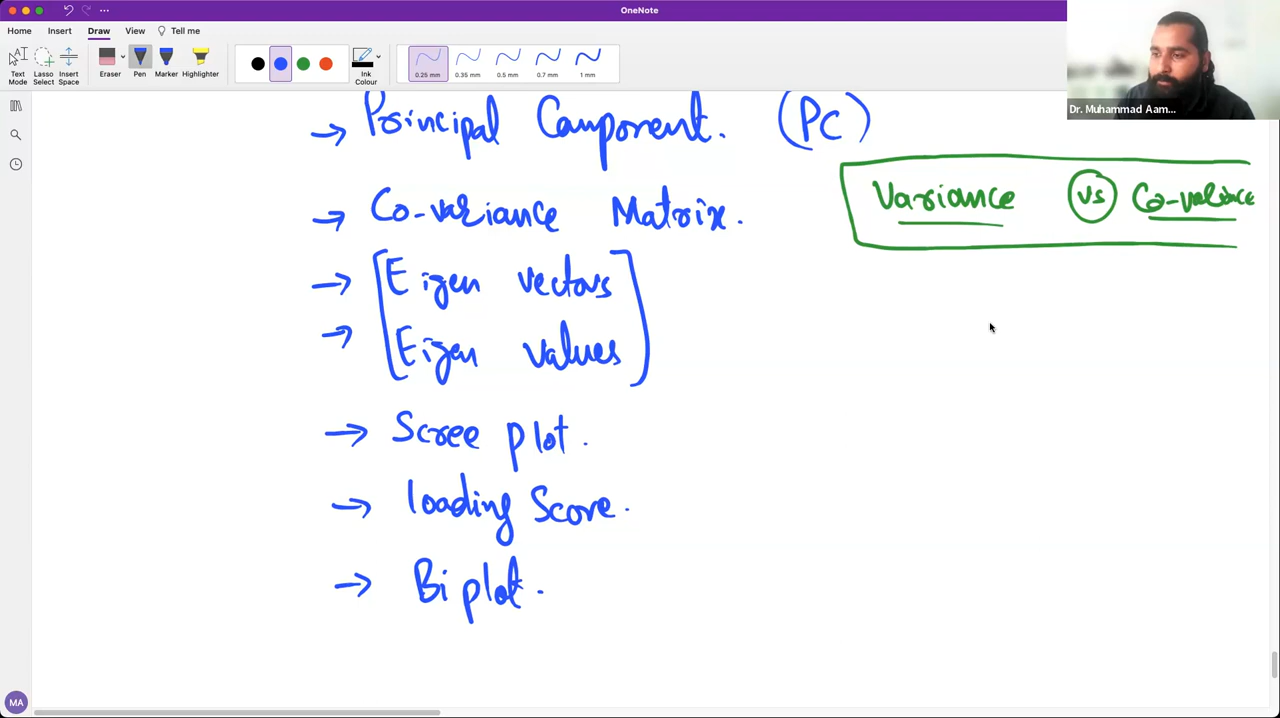 OneNote
Home Insert Draw View Tell me
Text Mode
Lasso Select
Insert Space
Eraser
Pen
Marker
Highlighter
Ink Colour
0.25 mm
0.35 mm
0.5 mm
0.7 mm
1 mm
Dr. Muhammad Aam...
→ Principal Component. (PC)
Variance vs Co-variance
→ Co-variance Matrix.
→ Eigen vectors
→ Eigen values
→ Scree plot.
→ loading Score.
→ Bi plot.
MA